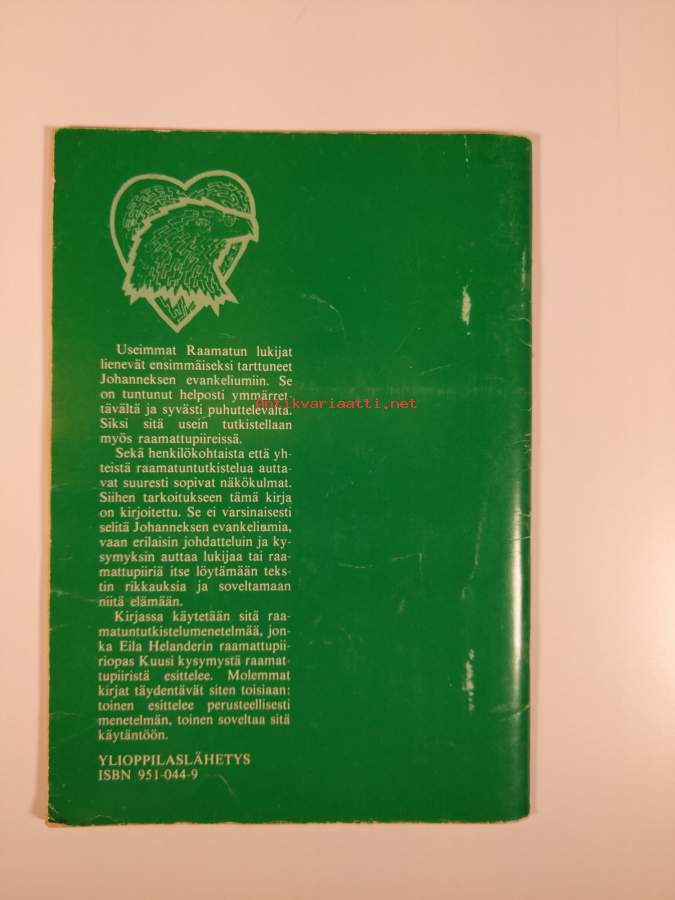 Useimmat Raamatun lukijat
lienevät ensimmäiseksi tarttuneet
Johanneksen evankeliumiin. Se
on tuntunut helposti ymmärret-
tävältä ja syvästi puhuttelevalta.
antikvariaatti.net
Siksi sitä usein tutkistellaan
myös raamattupiireissä.
Sekä henkilökohtaista että yh-
teistä raamatuntutkistelua autta-
vat suuresti sopivat näkökulmat.
Siihen tarkoitukseen tämä kirja
on kirjoitettu. Se ei varsinaisesti
selitä Johanneksen evankeliumia,
vaan erilaisin johdatteluin ja ky-
symyksin auttaa lukijaa tai raa-
mattupiiriä itse löytämään teks-
tin rikkauksia ja soveltamaan
niitä elämään.
Kirjassa käytetään sitä raa-
matuntutkistelumenetelmää, jon-
ka Eila Helanderin raamattupii-
riopas Kuusi kysymystä raamat-
tupiiristä esittelee. Molemmat
kirjat täydentävät siten toisiaan:
toinen esittelee perusteellisesti
menetelmän, toinen soveltaa sitä
käytäntöön.
YLIOPPILASLÄHETYS
ISBN 951-044-9